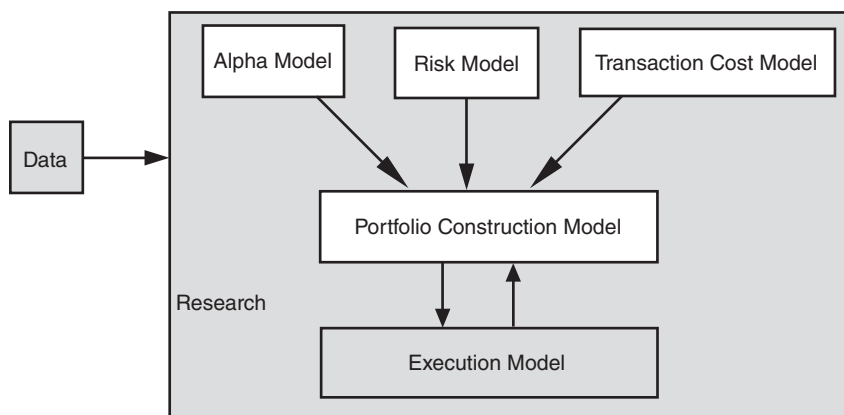 Alpha Model
Risk Model
Transaction Cost Model
Data
Portfolio Construction Model
Research
Execution Model